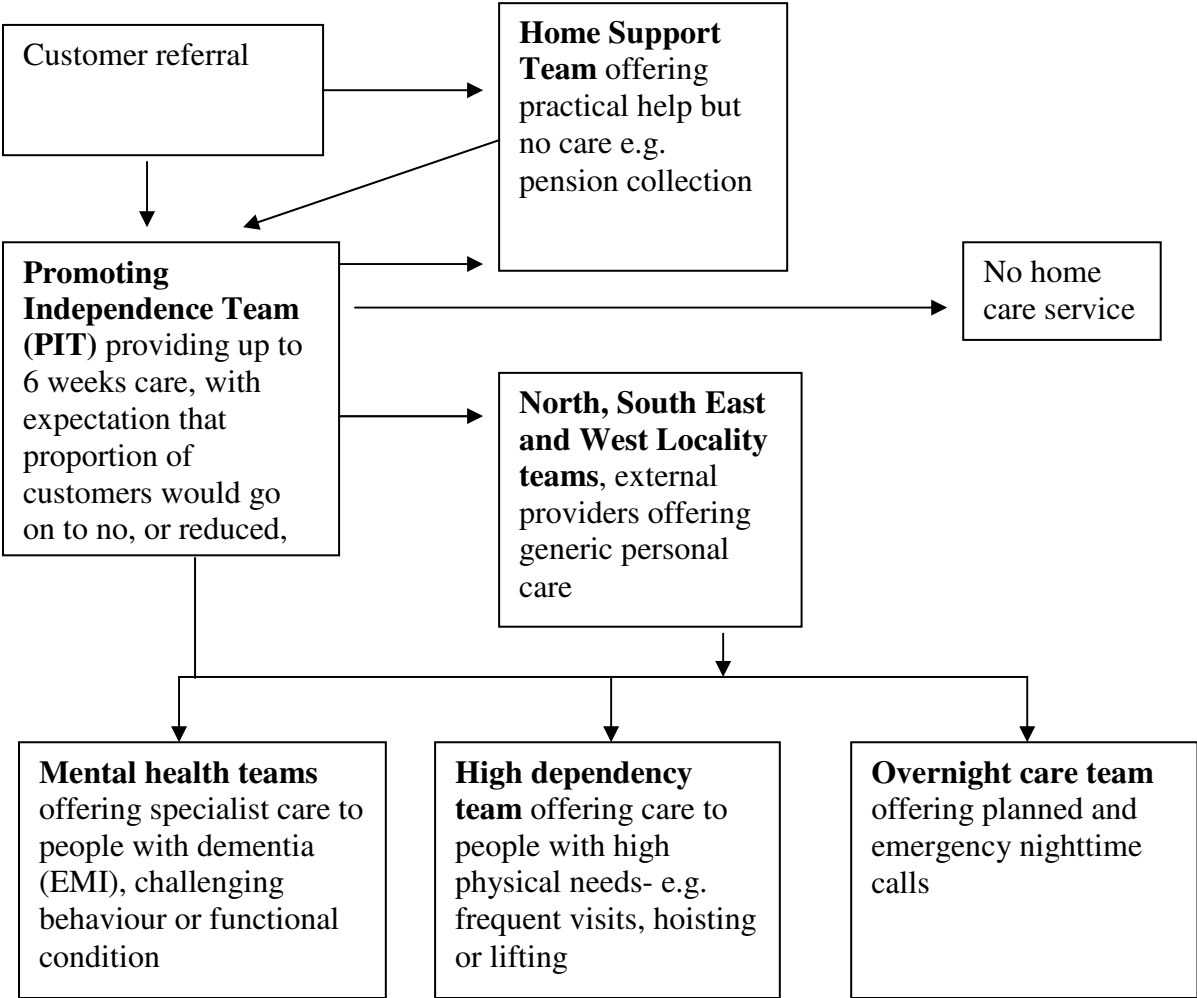 Customer referral
Home Support
Team offering
practical help but
no care e.g.
pension collection
Promoting
Independence Team
(PIT) providing up to
6 weeks care, with
expectation that
proportion of
customers would go
on to no, or reduced,
No home
care service
North, South East
and West Locality
teams, external
providers offering
generic personal
care
Mental health teams
offering specialist care to
people with dementia
(EMI), challenging
behaviour or functional
condition
High dependency
team offering care to
people with high
physical needs- e.g.
frequent visits, hoisting
or lifting
Overnight care team
offering planned and
emergency nighttime
calls